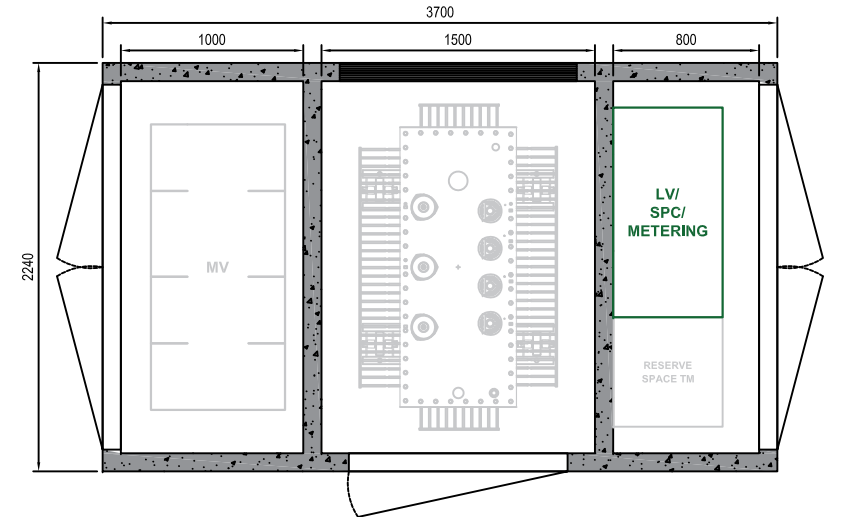 3700
1000
1500
800
2240
MV
LV/
SPC/
METERING
RESERVE
SPACE TM